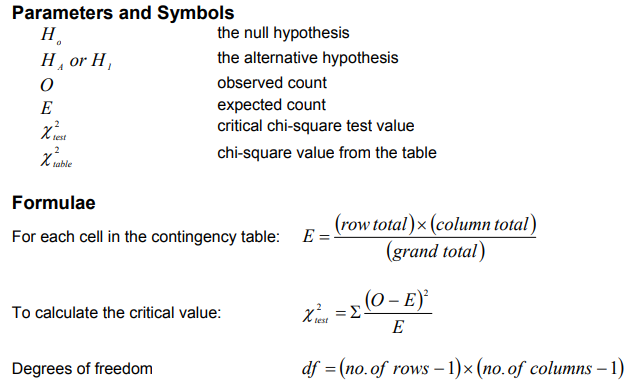 Parameters and Symbols
H_o the null hypothesis
H_A or H_1 the alternative hypothesis
O observed count
E expected count
χ²_test critical chi-square test value
χ²_table chi-square value from the table
Formulae
For each cell in the contingency table: E = (row total) × (column total) / (grand total)
To calculate the critical value: χ²_test = Σ (O – E)² / E
Degrees of freedom df = (no. of rows – 1) × (no. of columns – 1)